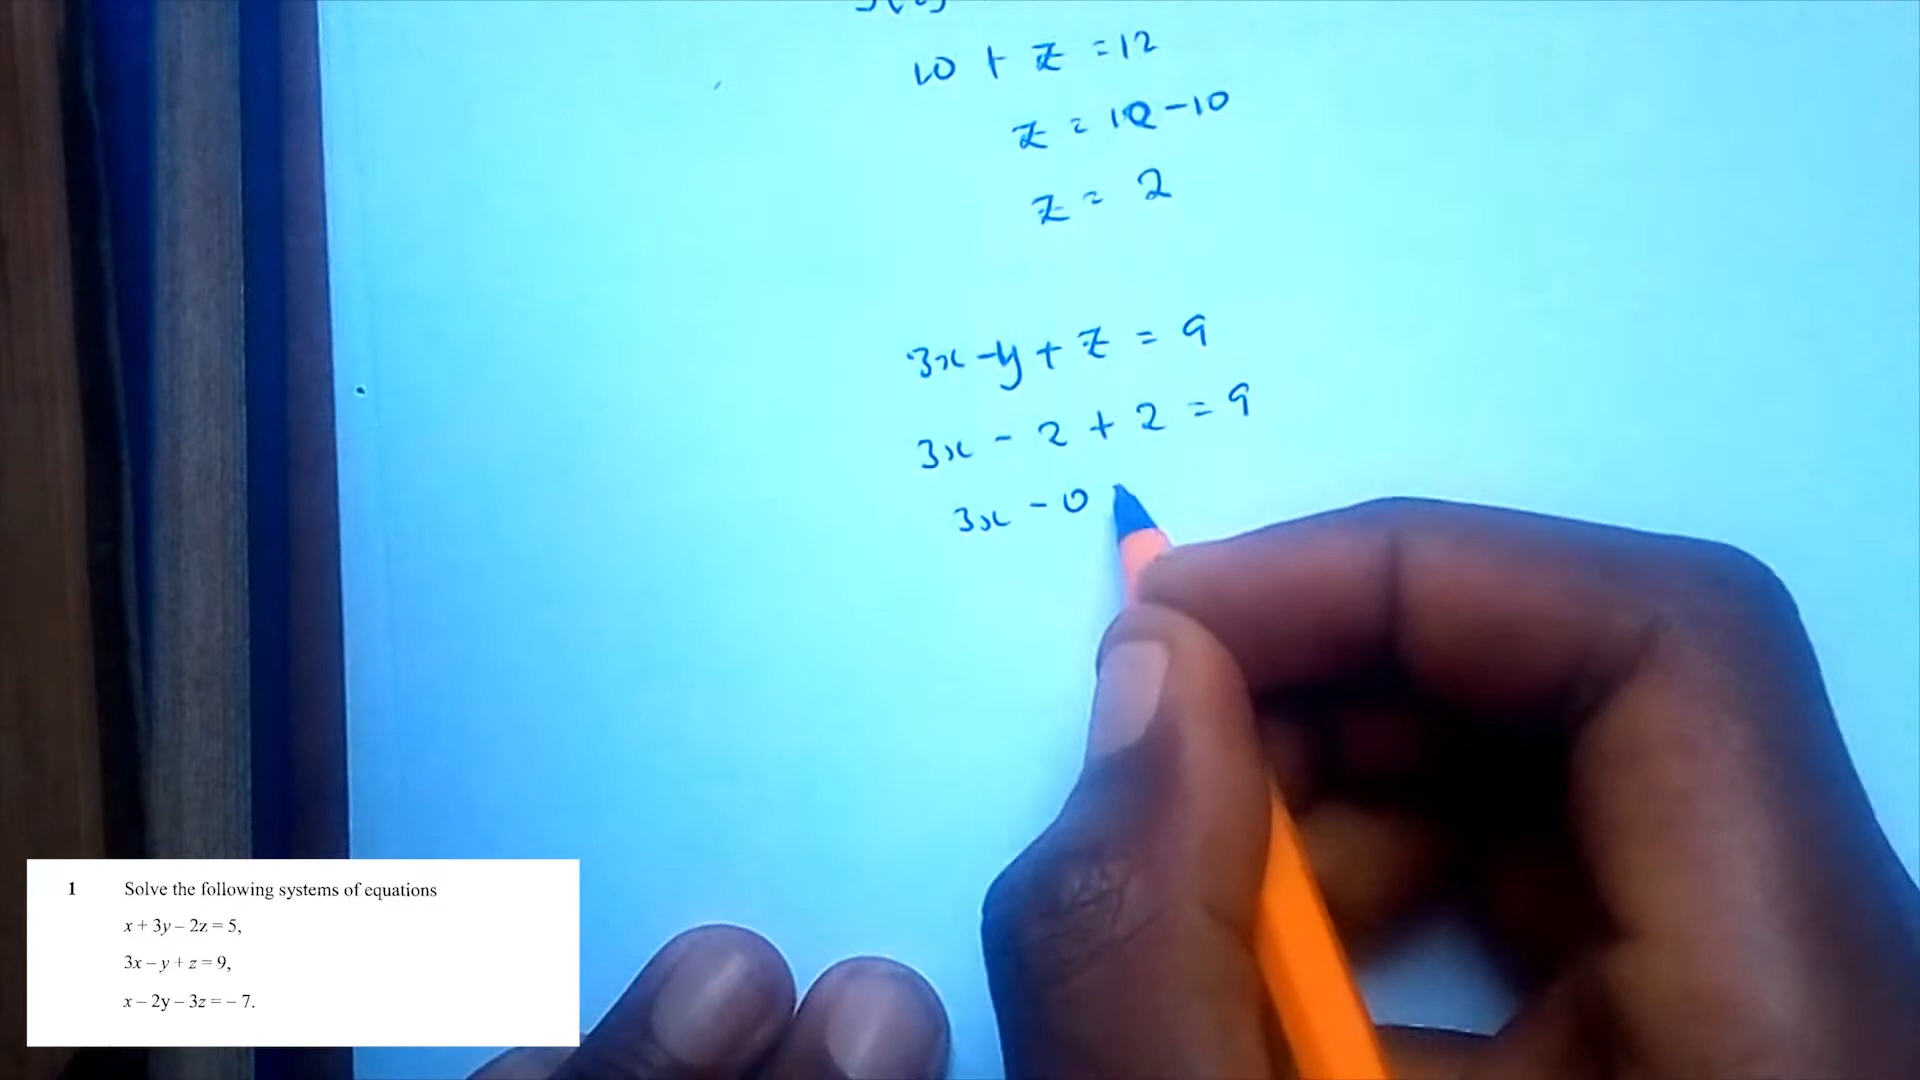 10 + z = 12
z = 12 - 10
z = 2
3x - y + z = 9
3x - 2 + 2 = 9
3x - 0
1 Solve the following systems of equations
x + 3y – 2z = 5,
3x – y + z = 9,
x – 2y – 3z = – 7.